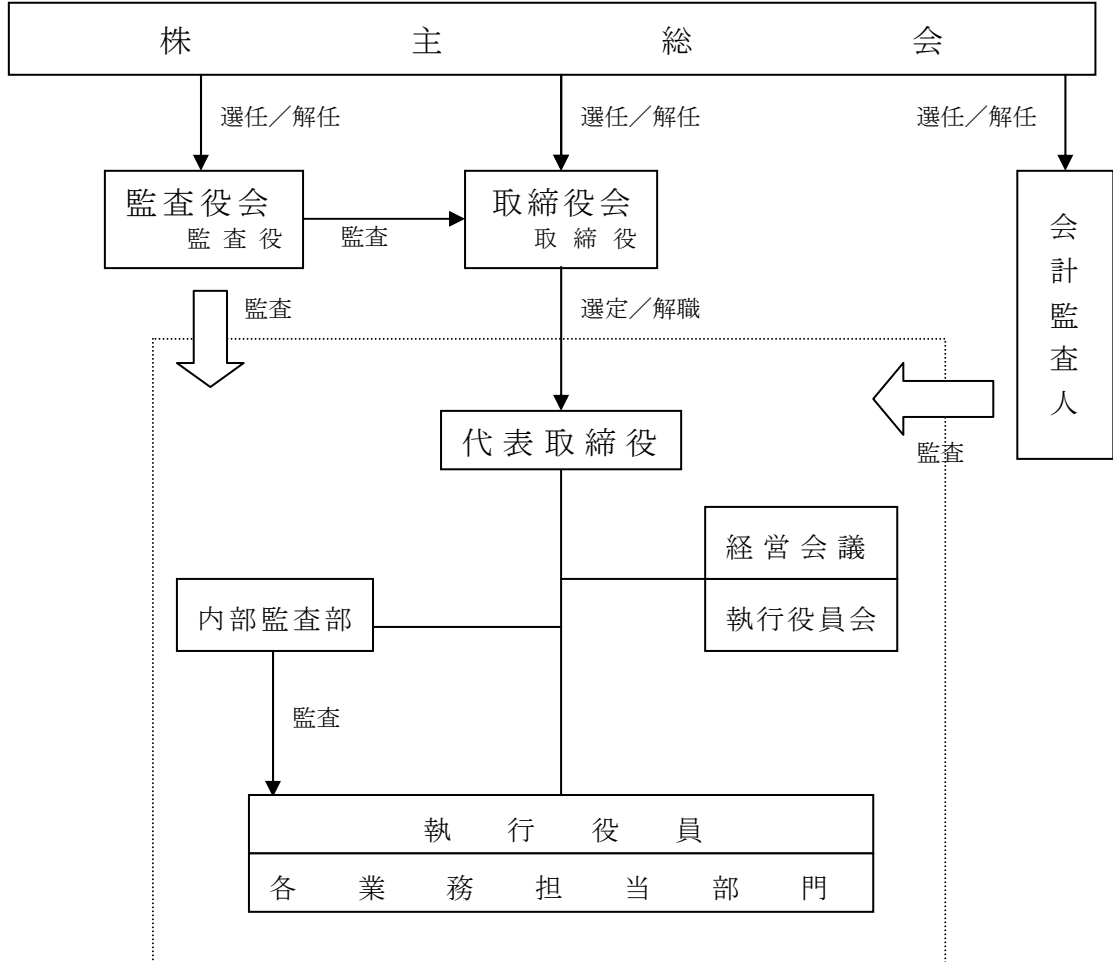 株主総会
選任／解任
選任／解任
選任／解任
監査役会
監査役
監査
取締役会
取締役
会計監査人
監査
選定／解職
監査
代表取締役
経営会議
執行役員会
内部監査部
監査
執行役員
各業務担当部門